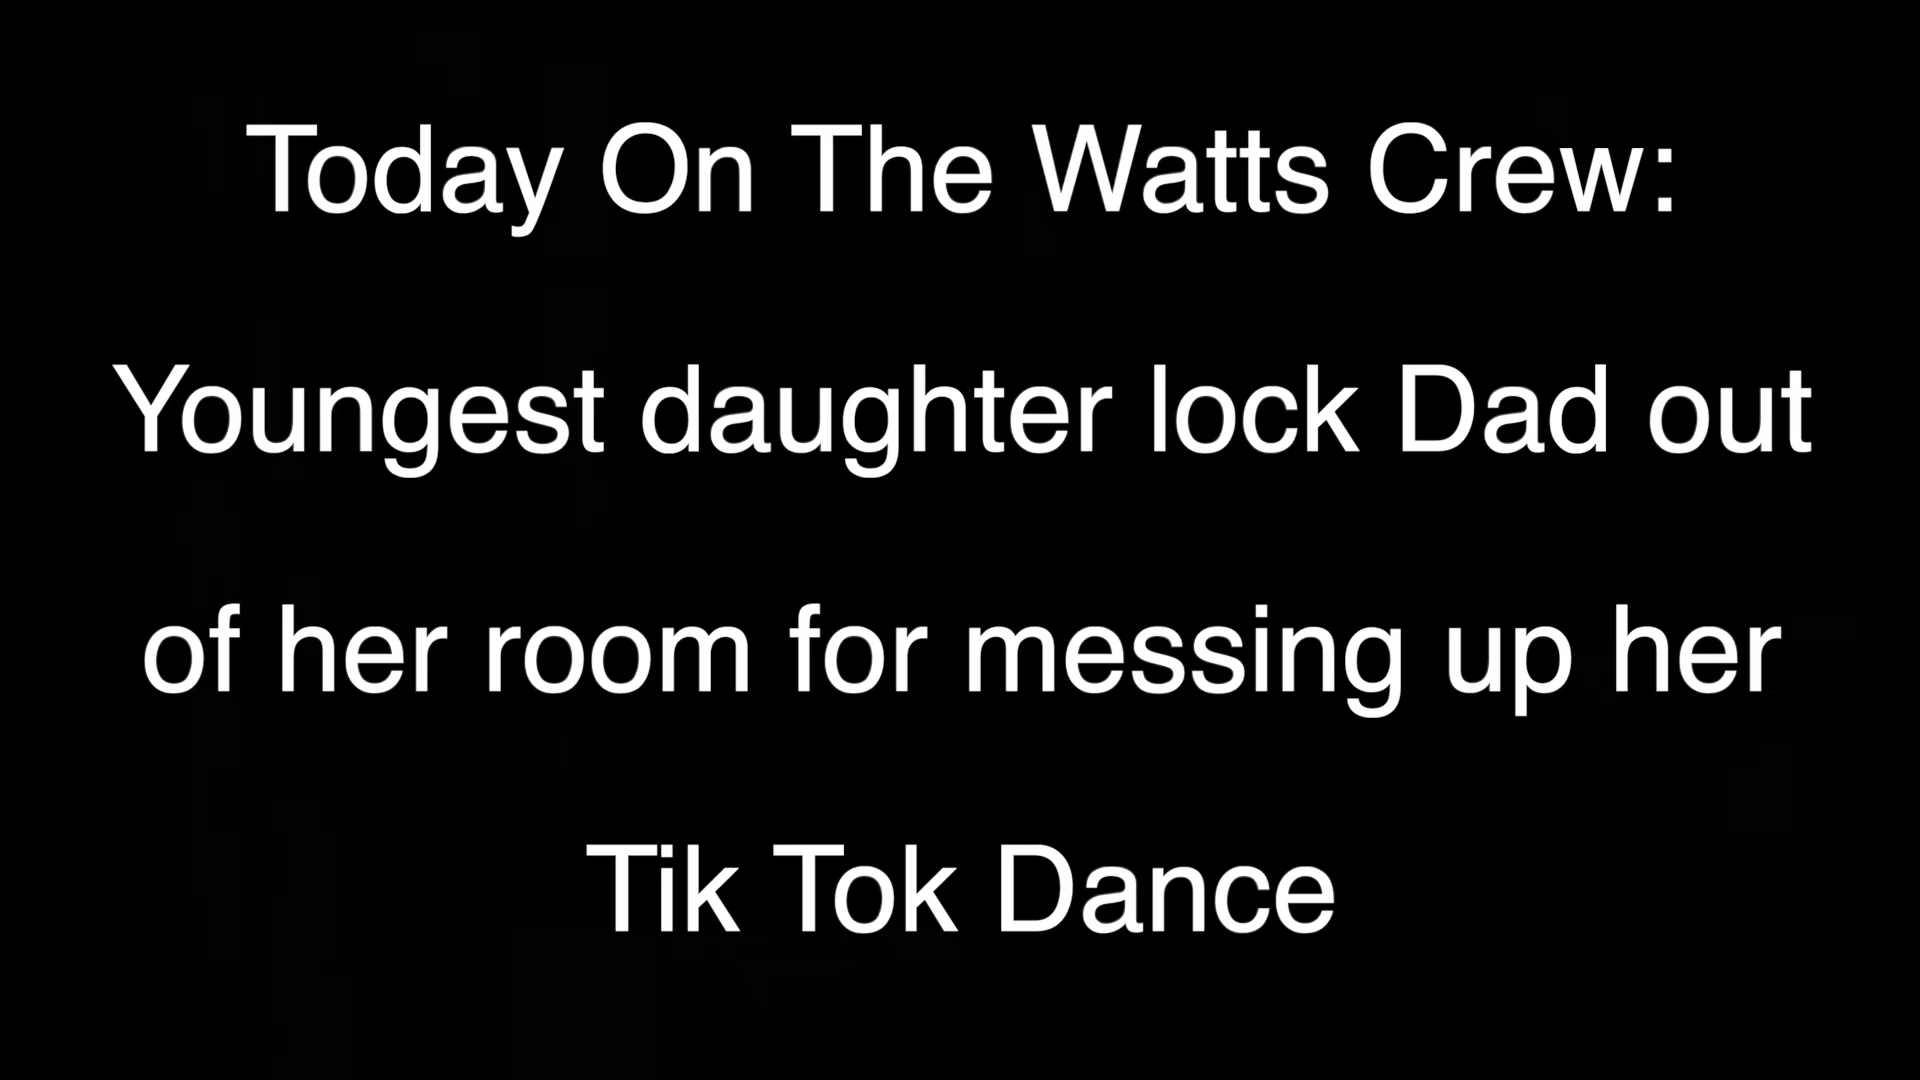 Today On The Watts Crew:
Youngest daughter lock Dad out
of her room for messing up her
Tik Tok Dance